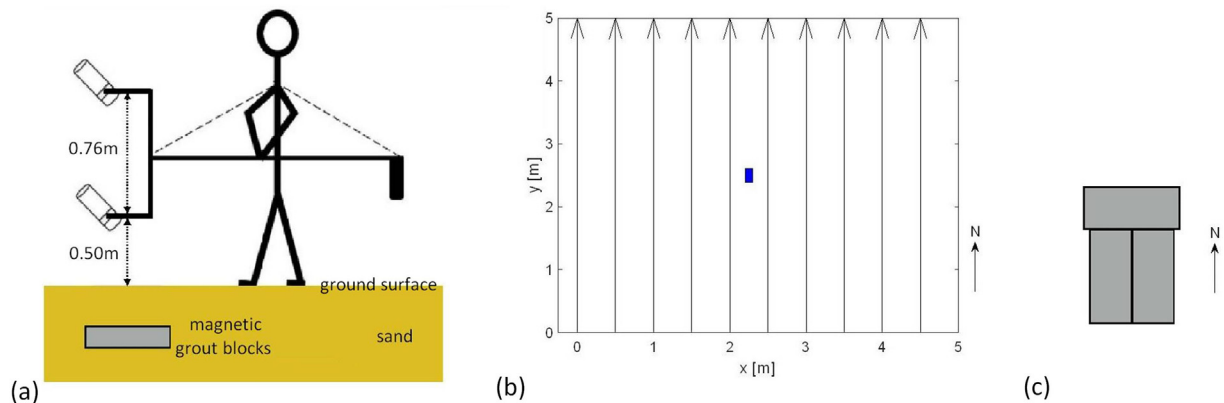 0.76m
0.50m
ground surface
magnetic
grout blocks
sand
(a)
5
4
3
2
1
0
y [m]
0
1
2
3
4
5
x [m]
N
(b)
N
(c)